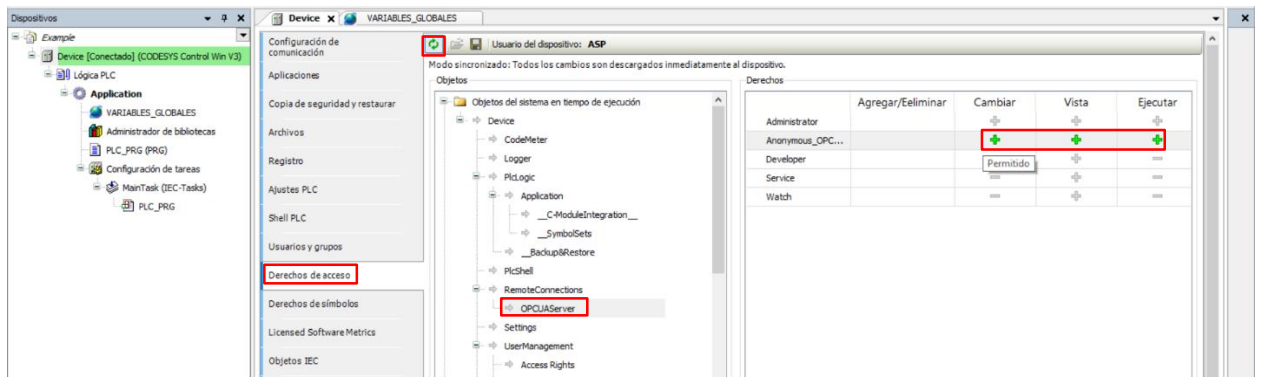 Dispositivos
Example
Device [Conectado] (CODESYS Control Win V3)
Lógica PLC
Application
VARIABLES_GLOBALES
Administrador de bibliotecas
PLC_PRG (PRG)
Configuración de tareas
MainTask (IEC-Tasks)
PLC_PRG
Device
VARIABLES_GLOBALES
Configuración de
comunicación
Aplicaciones
Copia de seguridad y restaurar
Archivos
Registro
Ajustes PLC
Shell PLC
Usuarios y grupos
Derechos de acceso
Derechos de símbolos
Licensed Software Metrics
Objetos IEC
Usuario del dispositivo: ASP
Modo sincronizado: Todos los cambios son descargados inmediatamente al dispositivo.
Objetos
Objetos del sistema en tiempo de ejecución
Device
CodeMeter
Logger
PlcLogic
Application
__C-ModuleIntegration__
__SymbolSets
__Backup&Restore
PlcShell
RemoteConnections
OPCUAServer
Settings
UserManagement
Access Rights
Derechos
Agregar/Eeliminar Cambiar Vista Ejecutar
Administrator
Anonymous_OPC...
Developer
Permitido
Service
Watch